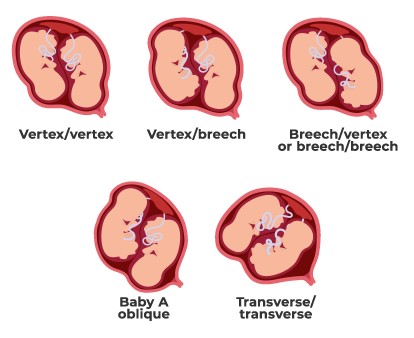 Vertex/vertex
Vertex/breech
Breech/vertex
or breech/breech
Baby A
oblique
Transverse/
transverse